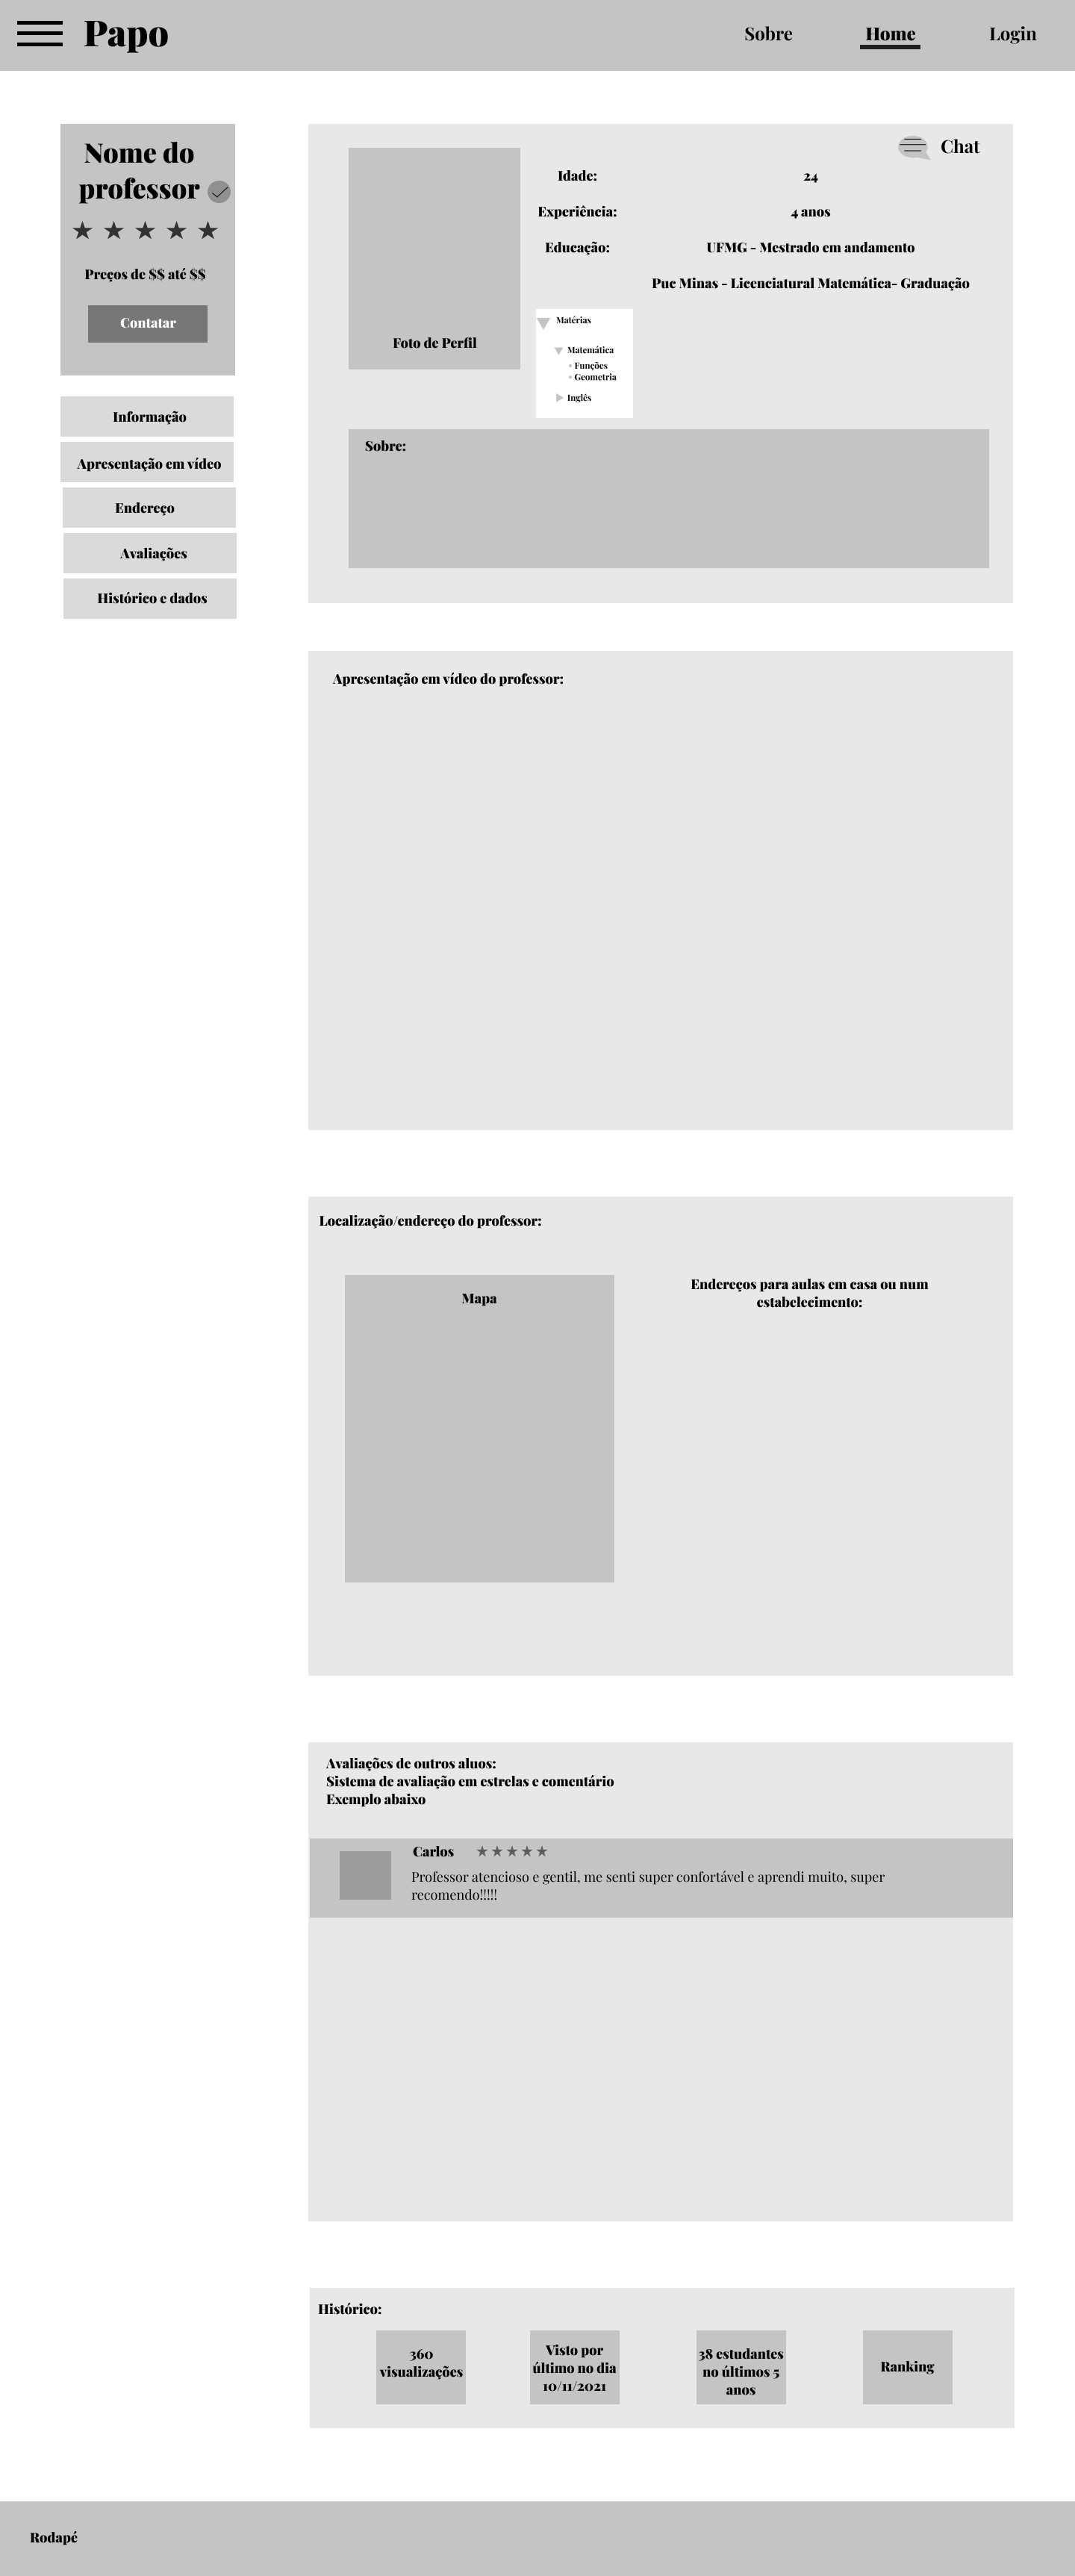 Papo
Sobre
Home
Login
Nome do
professor
Preços de $$ até $$
Contatar
Informação
Apresentação em vídeo
Endereço
Avaliações
Histórico e dados
Chat
Foto de Perfil
Idade:
24
Experiência:
4 anos
Educação:
UFMG - Mestrado em andamento
Puc Minas - Licenciatural Matemática- Graduação
Matérias
Matemática
Funções
Geometria
Inglês
Sobre:
Apresentação em vídeo do professor:
Localização/endereço do professor:
Mapa
Endereços para aulas em casa ou num
estabelecimento:
Avaliações de outros aluos:
Sistema de avaliação em estrelas e comentário
Exemplo abaixo
Carlos
Professor atencioso e gentil, me senti super confortável e aprendi muito, super
recomendo!!!!!
Histórico:
360
visualizações
Visto por
último no dia
10/11/2021
38 estudantes
no últimos 5
anos
Ranking
Rodapé